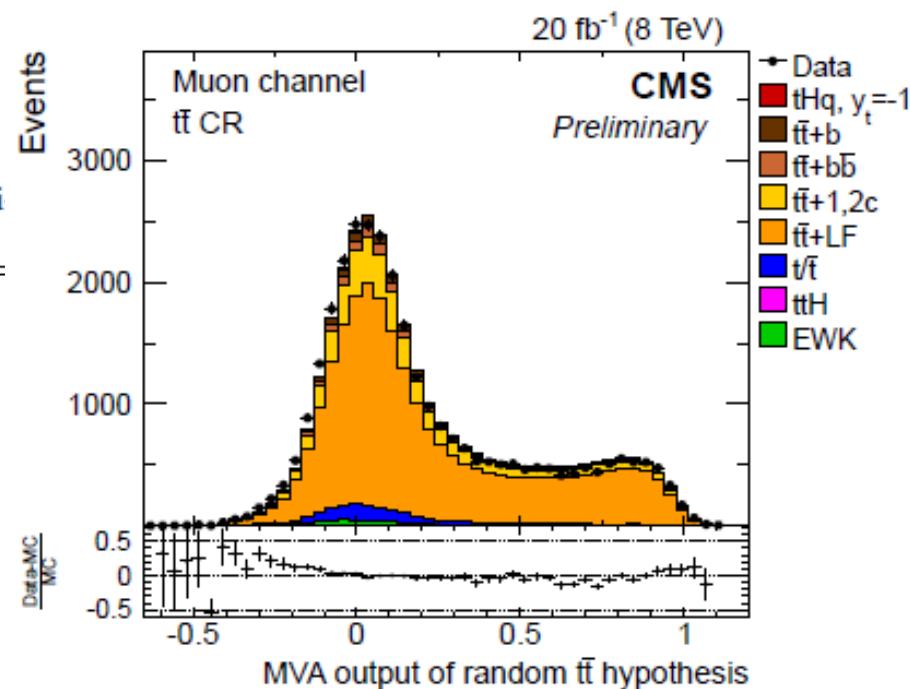 20 fb⁻¹ (8 TeV)
Events
Muon channel
CMS
tt̄ CR
Preliminary
Data
tHq, yₜ=-1
tt̄+b
tt̄+bb̄
tt̄+1,2c
tt̄+LF
t/t̄
ttH
EWK
3000
2000
1000
Data-MC
MC
0.5
0
-0.5
-0.5 0 0.5 1
MVA output of random tt̄ hypothesis